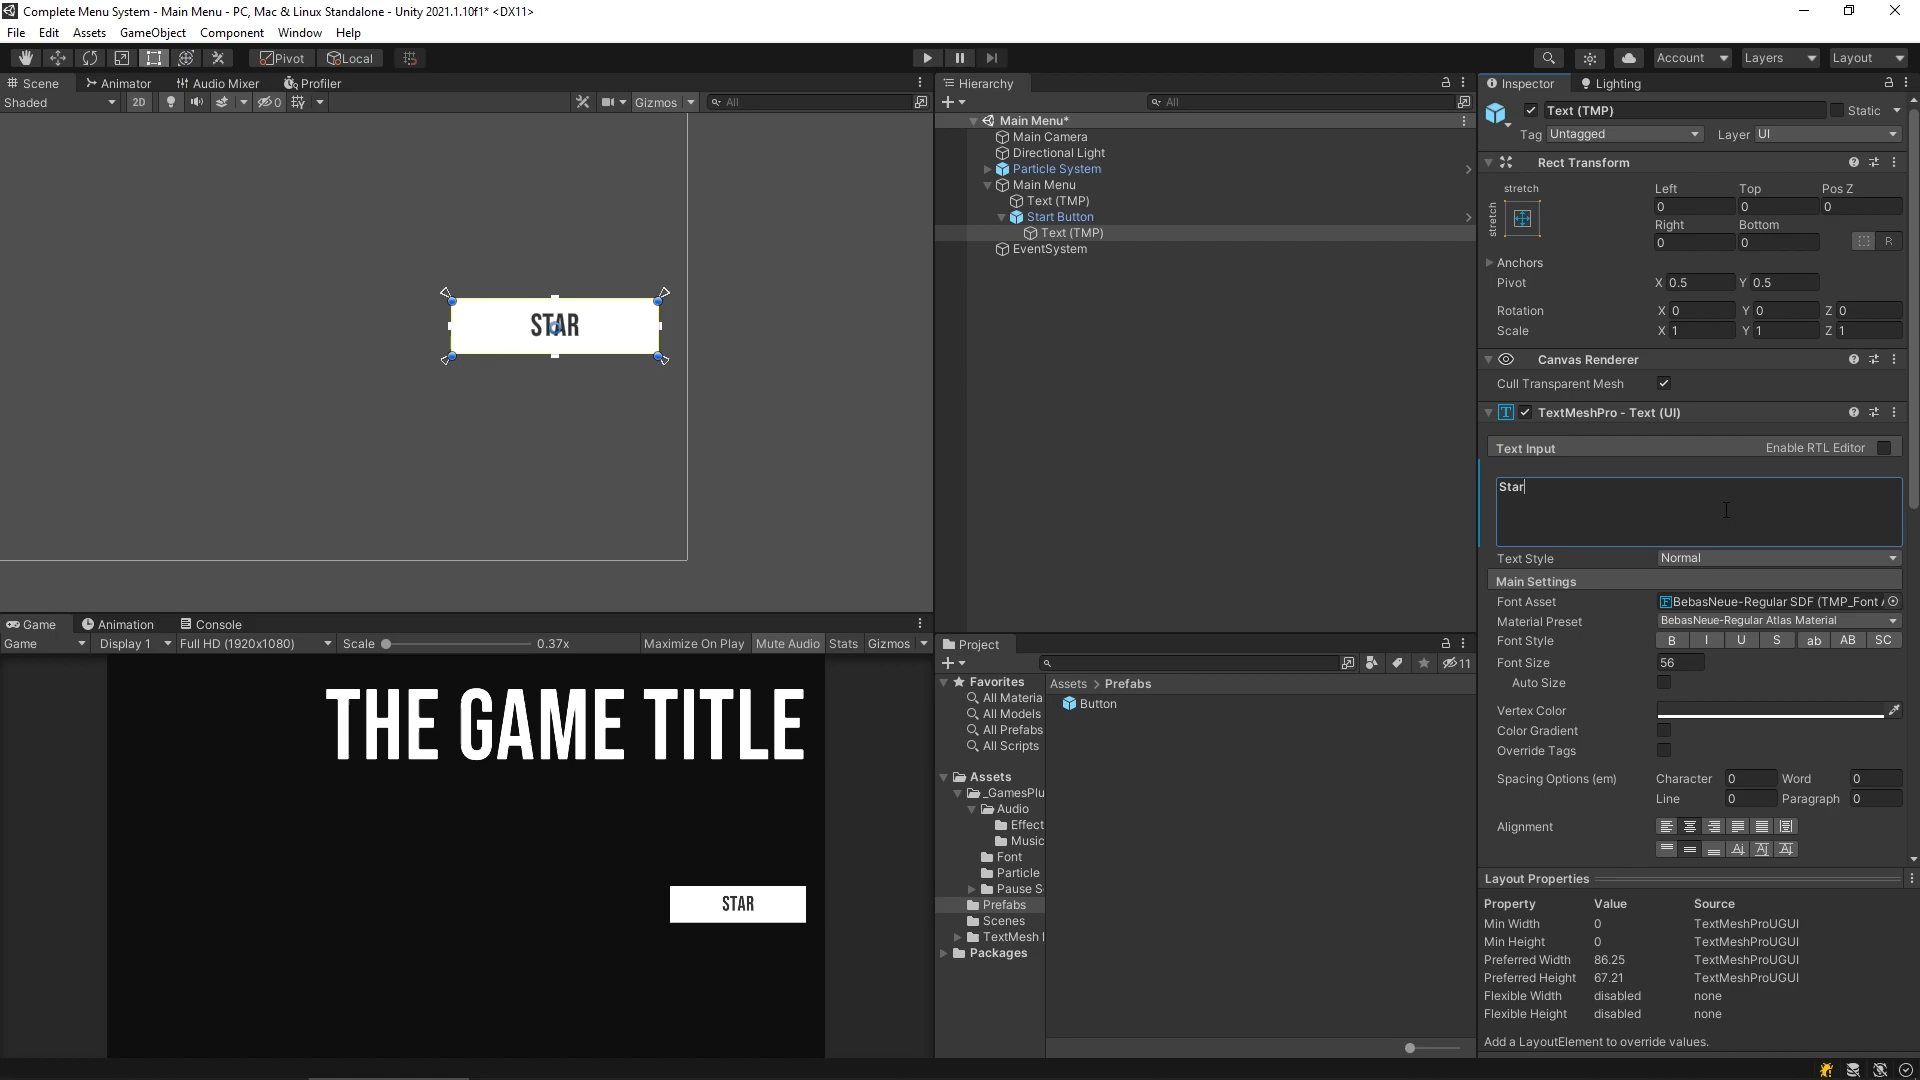 Complete Menu System - Main Menu - PC, Mac & Linux Standalone - Unity 2021.1.10f1* <DX11>
File Edit Assets GameObject Component Window Help
Pivot Local Account Layers Layout
Scene Animator Audio Mixer Profiler
Shaded 2D 0 Gizmos All
STAR
Game Animation Console
Game Display 1 Full HD (1920x1080) Scale 0.37x Maximize On Play Mute Audio Stats Gizmos
THE GAME TITLE
STAR
Hierarchy
All
Main Menu*
Main Camera
Directional Light
Particle System
Main Menu
Text (TMP)
Start Button
Text (TMP)
EventSystem
Project
11
Favorites
All Materia
All Models
All Prefabs
All Scripts
Assets
_GamesPlu
Audio
Effect
Music
Font
Particle
Pause S
Prefabs
Scenes
TextMesh
Packages
Assets > Prefabs
Button
Inspector Lighting
Text (TMP) Static
Tag Untagged Layer UI
Rect Transform
stretch Left Top Pos Z
stretch 0 0 0
Right Bottom
0 0 R
Anchors
Pivot X 0.5 Y 0.5
Rotation X 0 Y 0 Z 0
Scale X 1 Y 1 Z 1
Canvas Renderer
Cull Transparent Mesh
TextMeshPro - Text (UI)
Text Input Enable RTL Editor
Star
Text Style Normal
Main Settings
Font Asset BebasNeue-Regular SDF (TMP_Font
Material Preset BebasNeue-Regular Atlas Material
Font Style B I U S ab AB SC
Font Size 56
Auto Size
Vertex Color
Color Gradient
Override Tags
Spacing Options (em) Character 0 Word 0
Line 0 Paragraph 0
Alignment
Layout Properties
Property Value Source
Min Width 0 TextMeshProUGUI
Min Height 0 TextMeshProUGUI
Preferred Width 86.25 TextMeshProUGUI
Preferred Height 67.21 TextMeshProUGUI
Flexible Width disabled none
Flexible Height disabled none
Add a LayoutElement to override values.